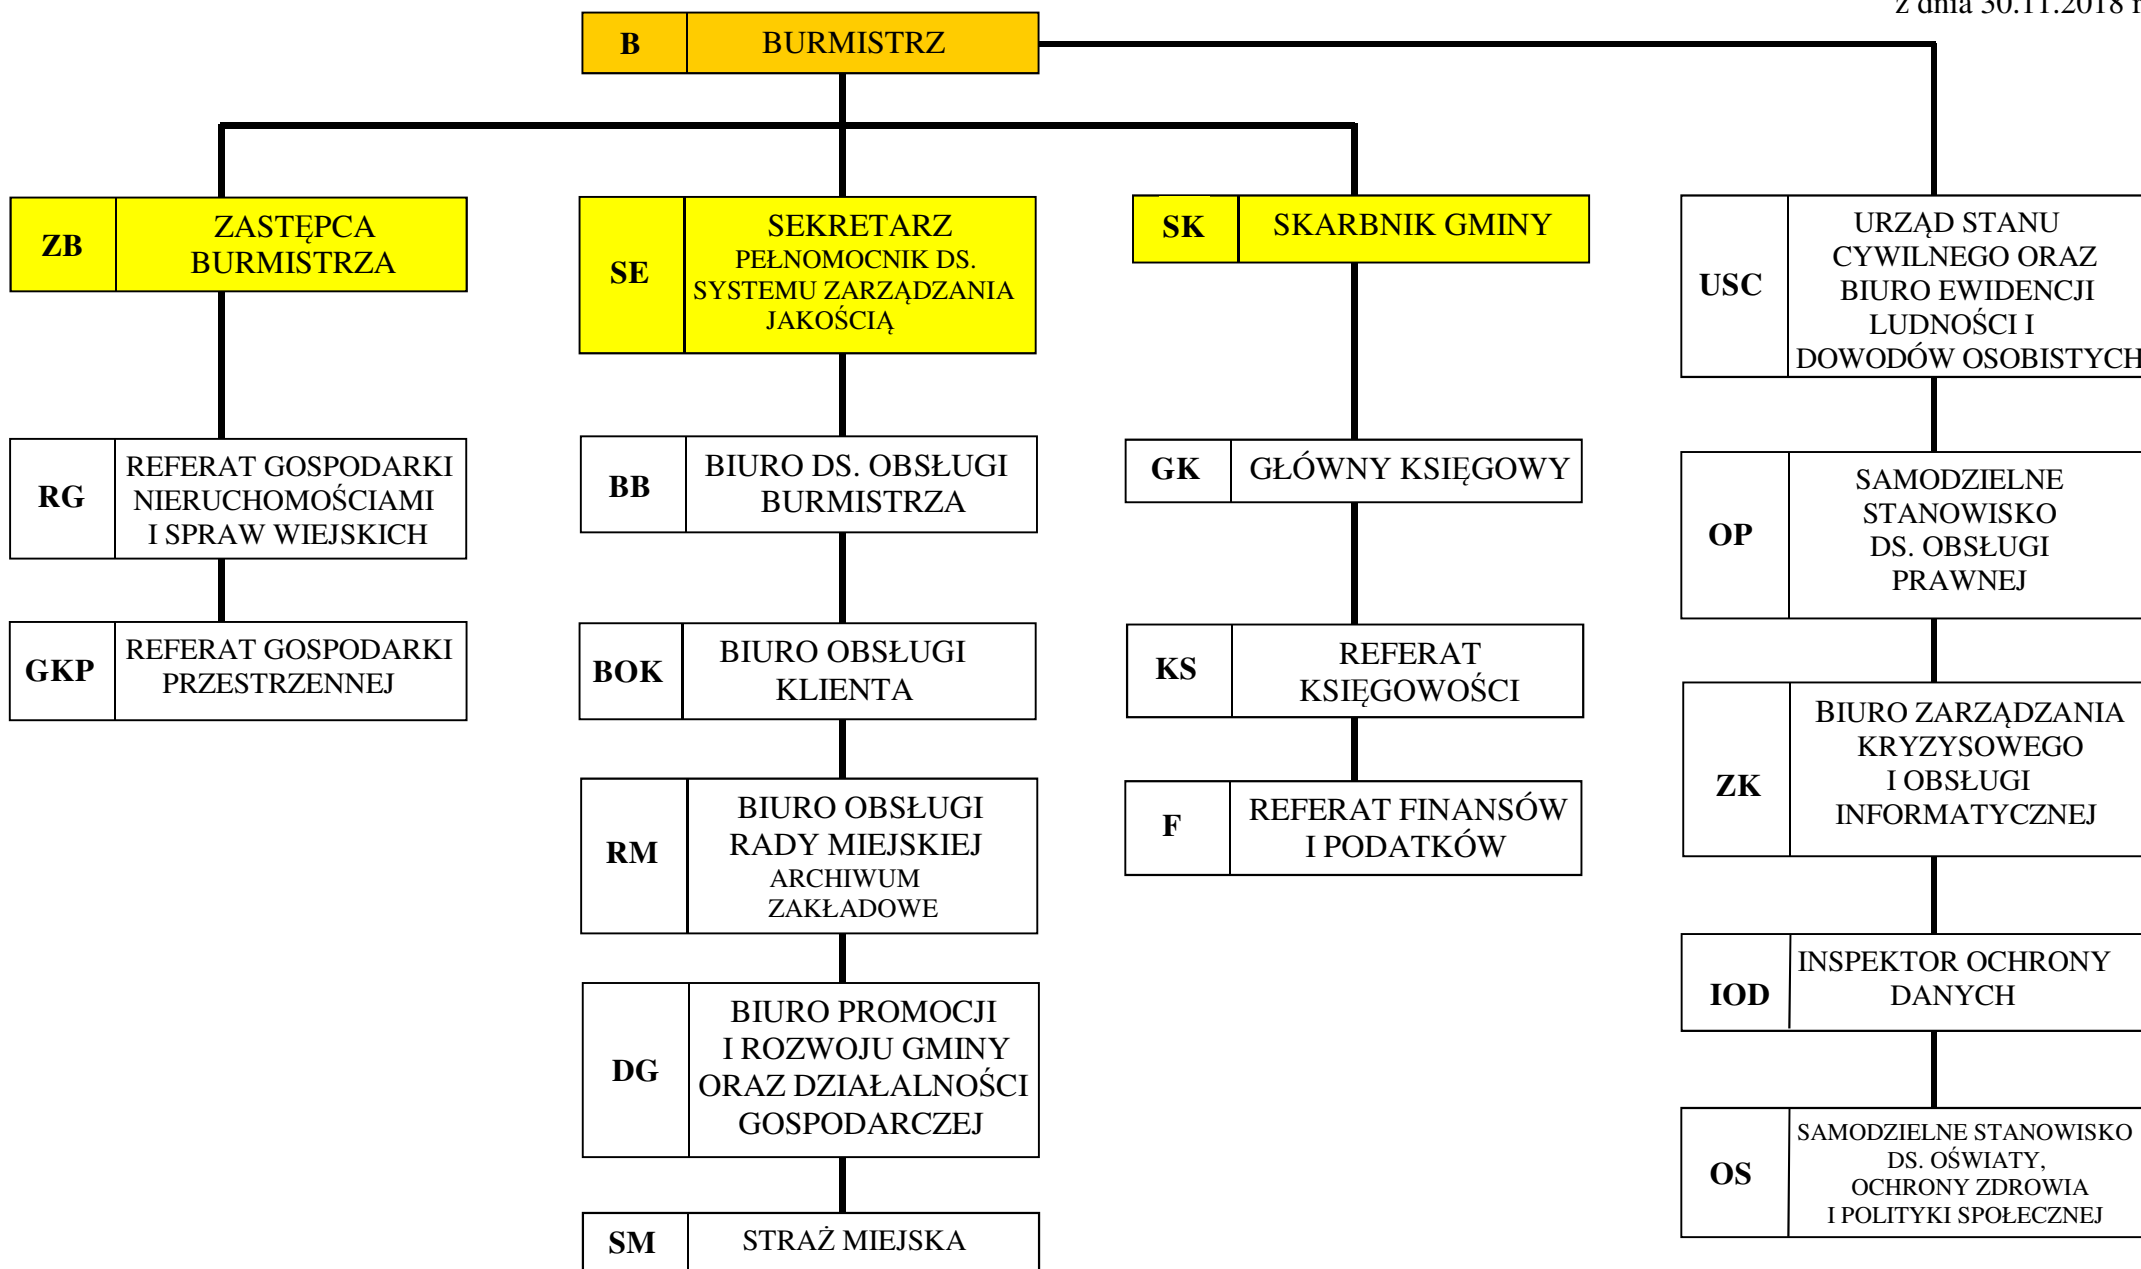 z dnia 30.11.2018 r
B BURMISTRZ
ZB
ZASTĘPCA
BURMISTRZA
SE
SEKRETARZ
PEŁNOMOCNIK DS.
SYSTEMU ZARZĄDZANIA
JAKOŚCIĄ
SK SKARBNIK GMINY
USC
URZĄD STANU
CYWILNEGO ORAZ
BIURO EWIDENCJI
LUDNOŚCI I
DOWODÓW OSOBISTYCH
RG
REFERAT GOSPODARKI
NIERUCHOMOŚCIAMI
I SPRAW WIEJSKICH
BB
BIURO DS. OBSŁUGI
BURMISTRZA
GK GŁÓWNY KSIĘGOWY
OP
SAMODZIELNE
STANOWISKO
DS. OBSŁUGI
PRAWNEJ
GKP
REFERAT GOSPODARKI
PRZESTRZENNEJ
BOK
BIURO OBSŁUGI
KLIENTA
KS
REFERAT
KSIĘGOWOŚCI
ZK
BIURO ZARZĄDZANIA
KRYZYSOWEGO
I OBSŁUGI
INFORMATYCZNEJ
RM
BIURO OBSŁUGI
RADY MIEJSKIEJ
ARCHIWUM
ZAKŁADOWE
F
REFERAT FINANSÓW
I PODATKÓW
IOD
INSPEKTOR OCHRONY
DANYCH
DG
BIURO PROMOCJI
I ROZWOJU GMINY
ORAZ DZIAŁALNOŚCI
GOSPODARCZEJ
OS
SAMODZIELNE STANOWISKO
DS. OŚWIATY,
OCHRONY ZDROWIA
I POLITYKI SPOŁECZNEJ
SM STRAŻ MIEJSKA